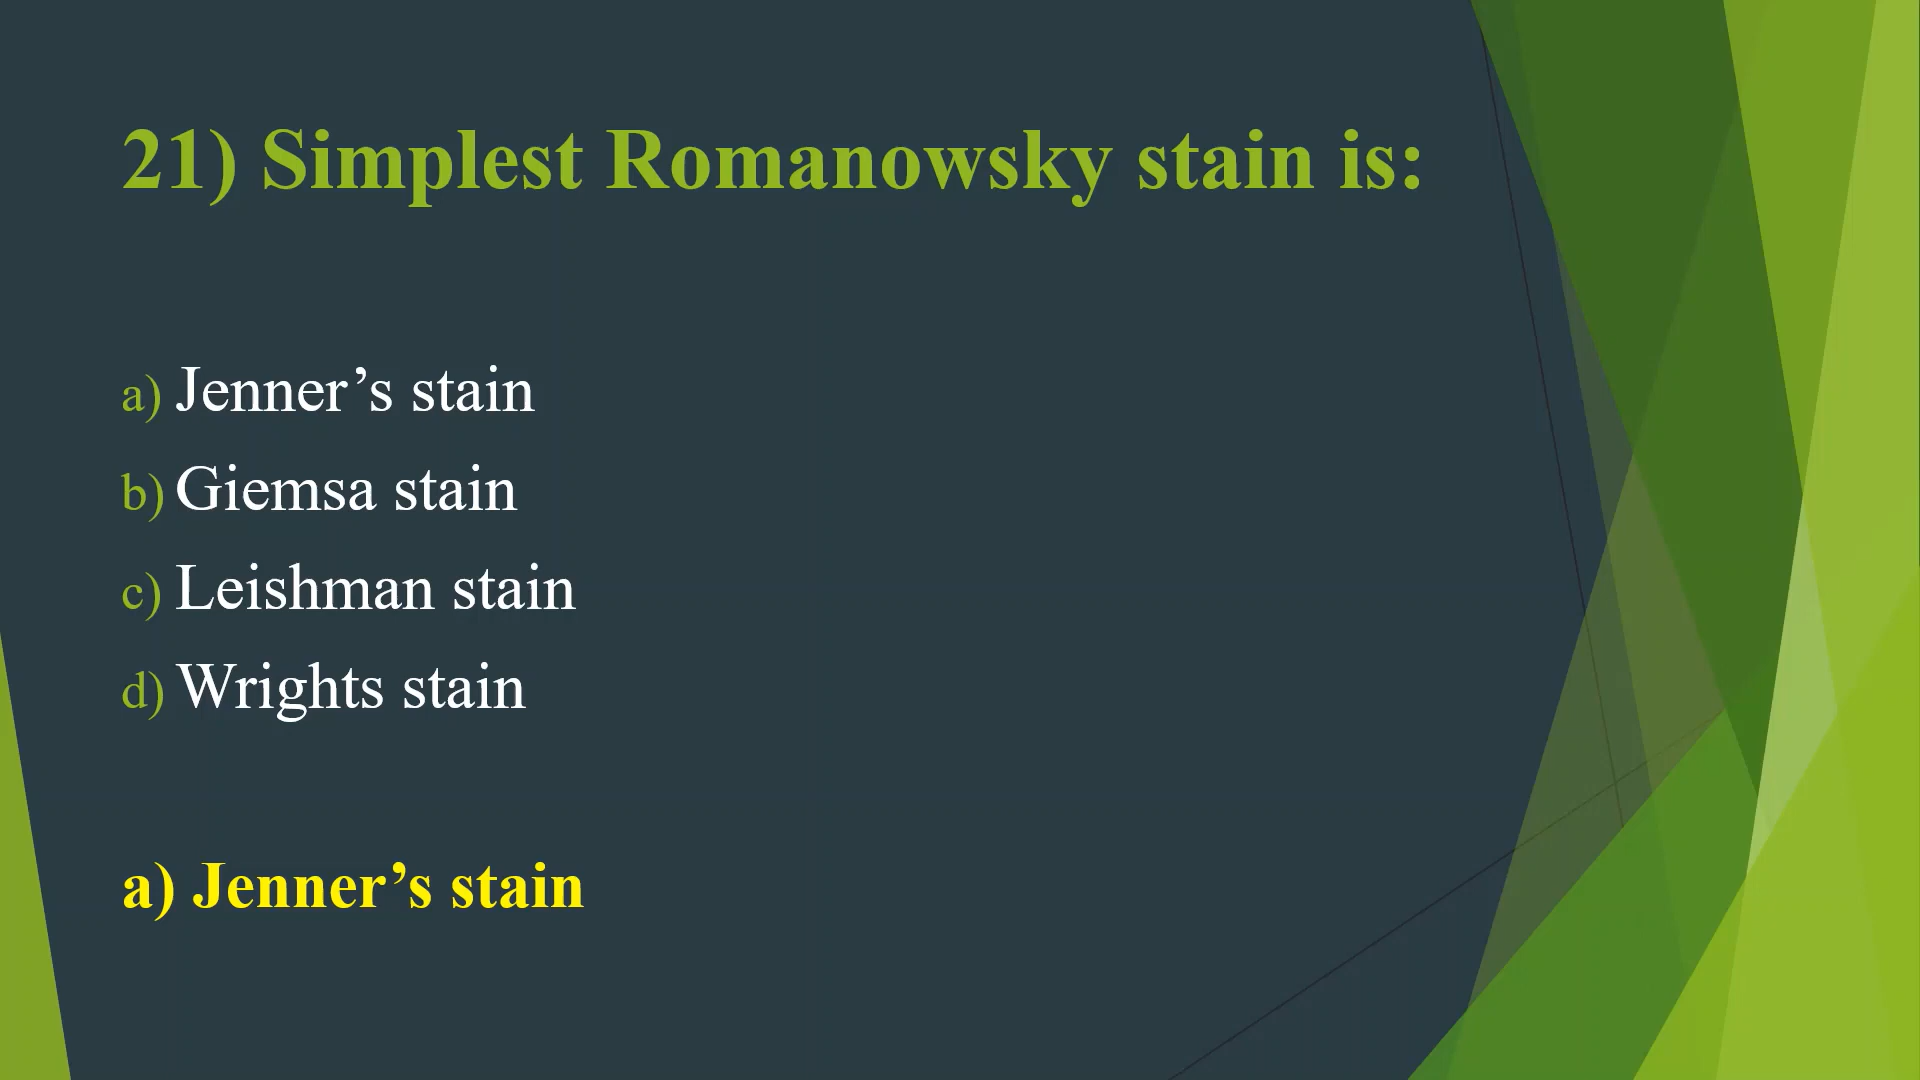 21) Simplest Romanowsky stain is:
a) Jenner’s stain
b) Giemsa stain
c) Leishman stain
d) Wrights stain
a) Jenner’s stain